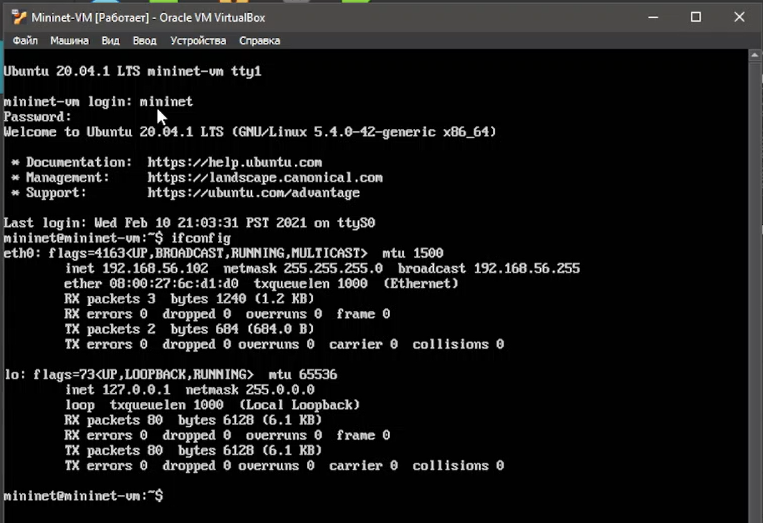 Mininet-VM [Работает] - Oracle VM VirtualBox
Файл Машина Вид Ввод Устройства Справка
Ubuntu 20.04.1 LTS mininet-vm tty1
mininet-vm login: mininet
Password:
Welcome to Ubuntu 20.04.1 LTS (GNU/Linux 5.4.0-42-generic x86_64)
* Documentation: https://help.ubuntu.com
* Management: https://landscape.canonical.com
* Support: https://ubuntu.com/advantage
Last login: Wed Feb 10 21:03:31 PST 2021 on ttyS0
mininet@mininet-vm:~$ ifconfig
eth0: flags=4163<UP,BROADCAST,RUNNING,MULTICAST> mtu 1500
inet 192.168.56.102 netmask 255.255.255.0 broadcast 192.168.56.255
ether 08:00:27:6c:d1:d0 txqueuelen 1000 (Ethernet)
RX packets 3 bytes 1240 (1.2 KB)
RX errors 0 dropped 0 overruns 0 frame 0
TX packets 2 bytes 684 (684.0 B)
TX errors 0 dropped 0 overruns 0 carrier 0 collisions 0
lo: flags=73<UP,LOOPBACK,RUNNING> mtu 65536
inet 127.0.0.1 netmask 255.0.0.0
loop txqueuelen 1000 (Local Loopback)
RX packets 80 bytes 6128 (6.1 KB)
RX errors 0 dropped 0 overruns 0 frame 0
TX packets 80 bytes 6128 (6.1 KB)
TX errors 0 dropped 0 overruns 0 carrier 0 collisions 0
mininet@mininet-vm:~$